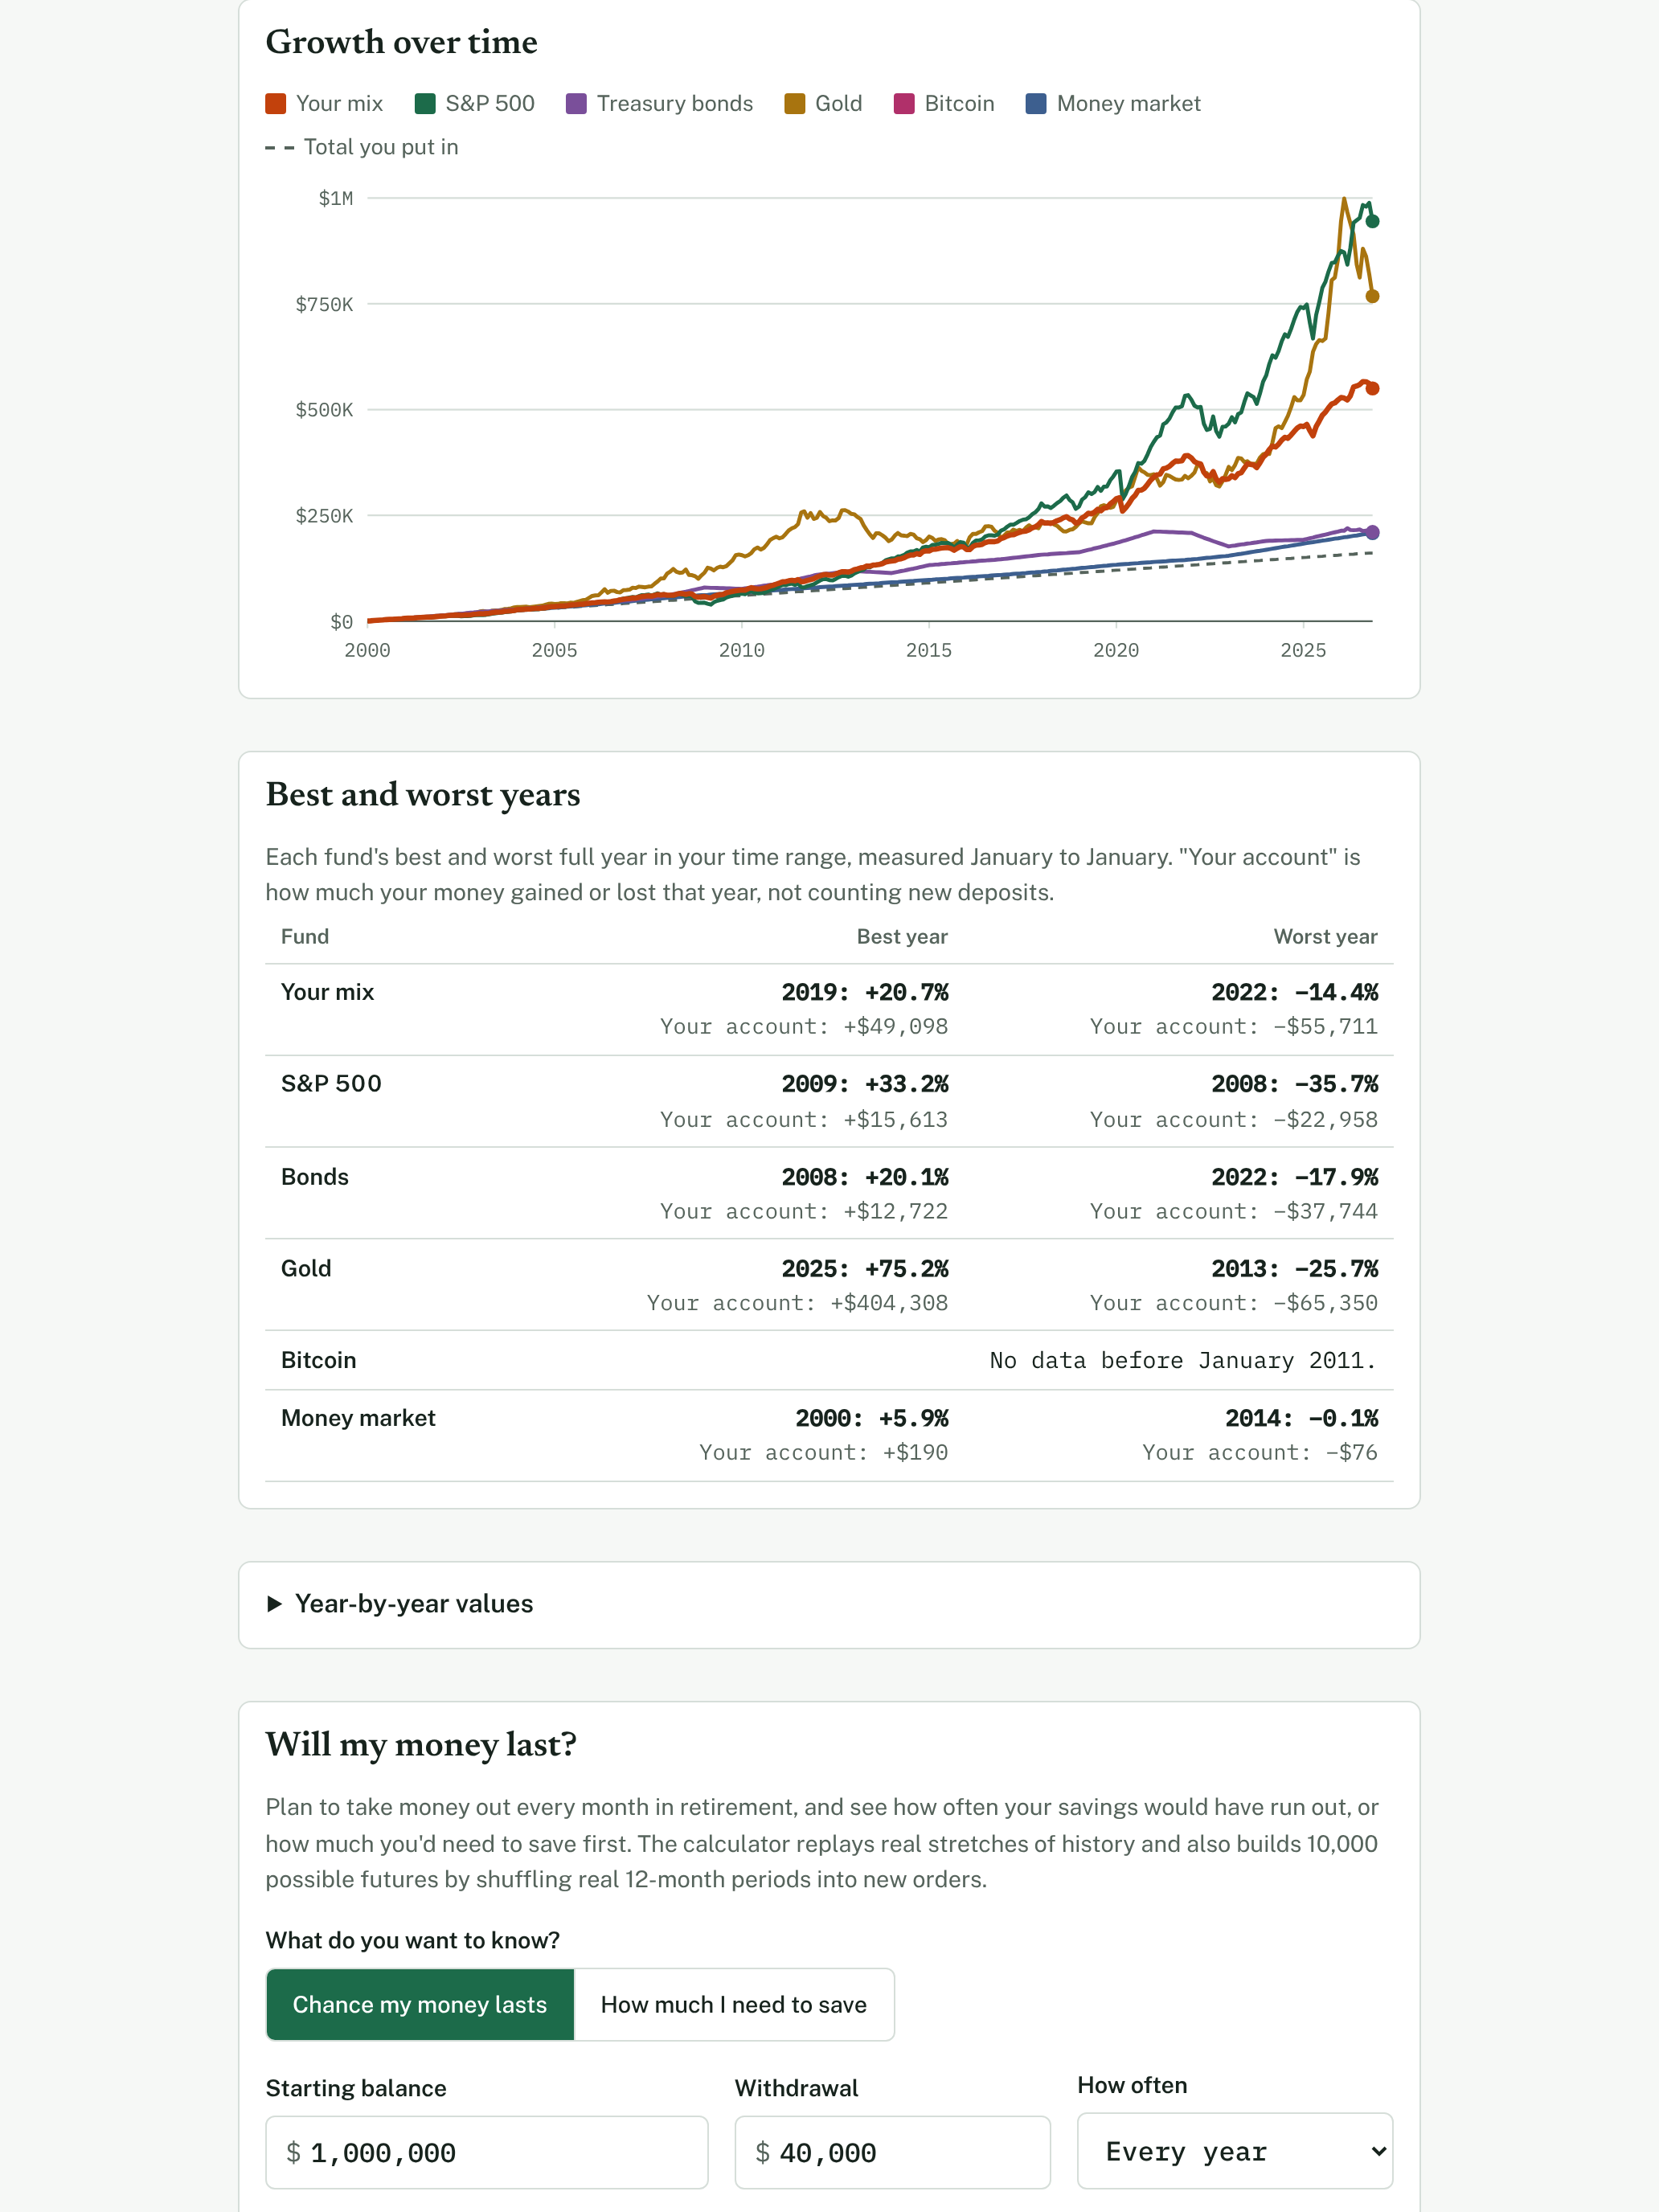 Growth over time
Your mix S&P 500 Treasury bonds Gold Bitcoin Money market
Total you put in
$1M
$750K
$500K
$250K
$0
2000 2005 2010 2015 2020 2025
Best and worst years
Each fund's best and worst full year in your time range, measured January to January. "Your account" is
how much your money gained or lost that year, not counting new deposits.
Fund Best year Worst year
Your mix 2019: +20.7% 2022: −14.4%
Your account: +$49,098 Your account: −$55,711
S&P 500 2009: +33.2% 2008: −35.7%
Your account: +$15,613 Your account: −$22,958
Bonds 2008: +20.1% 2022: −17.9%
Your account: +$12,722 Your account: −$37,744
Gold 2025: +75.2% 2013: −25.7%
Your account: +$404,308 Your account: −$65,350
Bitcoin No data before January 2011.
Money market 2000: +5.9% 2014: −0.1%
Your account: +$190 Your account: −$76
Year-by-year values
Will my money last?
Plan to take money out every month in retirement, and see how often your savings would have run out, or
how much you'd need to save first. The calculator replays real stretches of history and also builds 10,000
possible futures by shuffling real 12-month periods into new orders.
What do you want to know?
Chance my money lasts How much I need to save
Starting balance Withdrawal How often
$ 1,000,000 $ 40,000 Every year